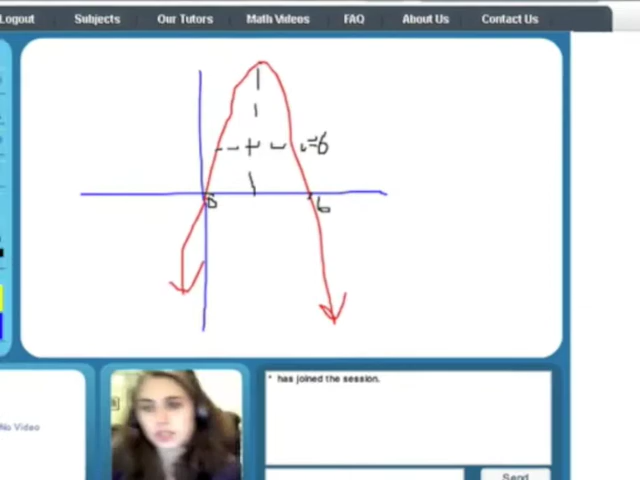 Logout Subjects Our Tutors Math Videos FAQ About Us Contact Us
=6
6
* has joined the session.
No Video
Send